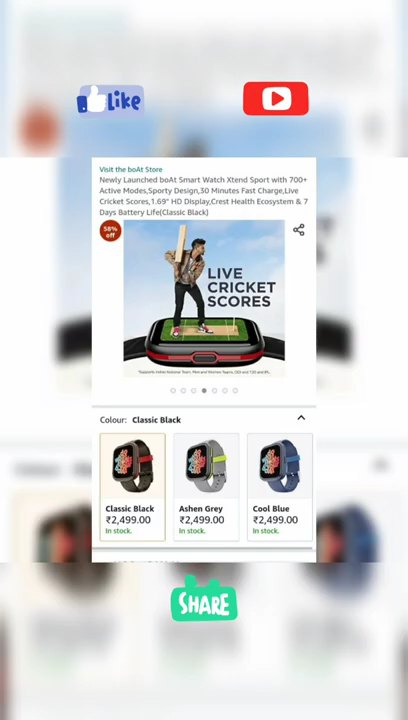 Like
Visit the boAt Store
Newly Launched boAt Smart Watch Xtend Sport with 700+
Active Modes,Sporty Design,30 Minutes Fast Charge,Live
Cricket Scores,1.69" HD Display,Crest Health Ecosystem & 7
Days Battery Life(Classic Black)
58%
off
LIVE
CRICKET
SCORES
Colour: Classic Black
Classic Black
₹2,499.00
In stock.
Ashen Grey
₹2,499.00
In stock.
Cool Blue
₹2,499.00
In stock.
SHARE